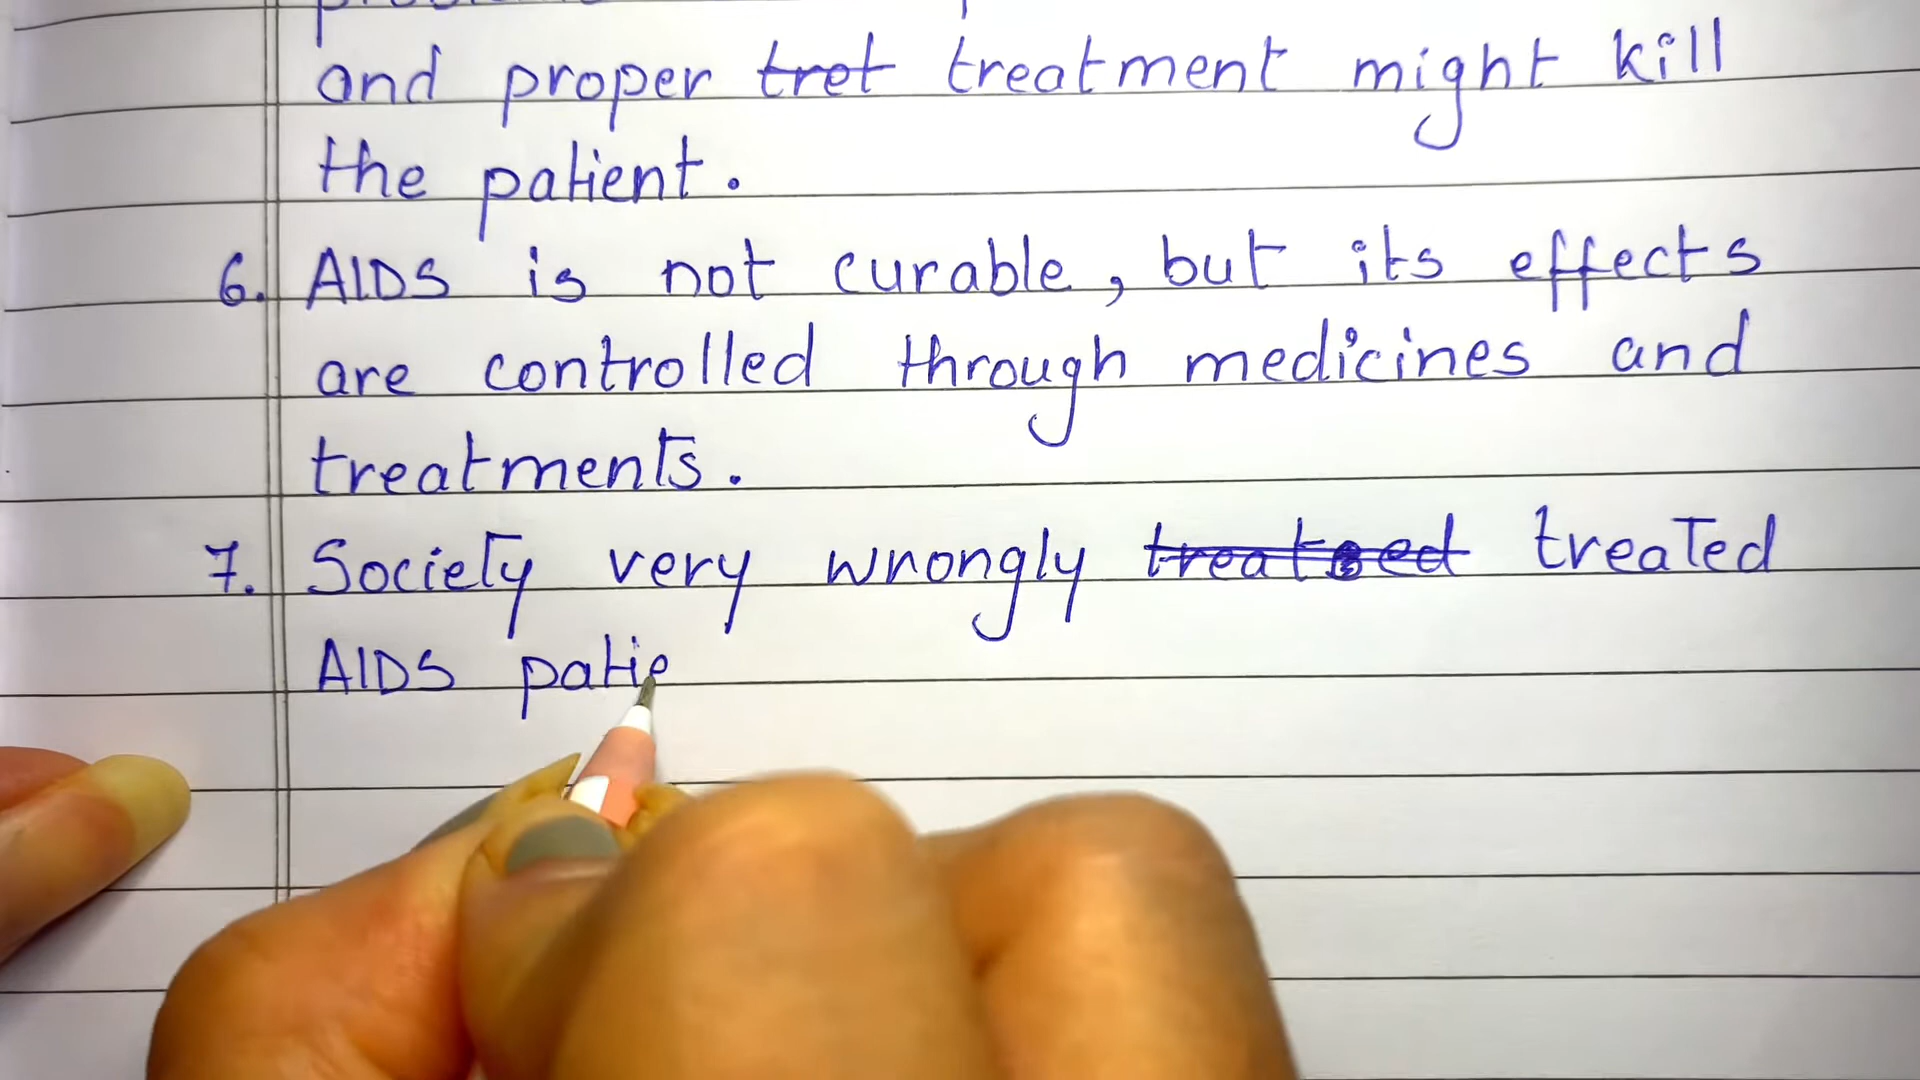 and proper tret treatment might kill
the patient.
6. AIDS is not curable, but its effects
are controlled through medicines and
treatments.
7. Society very wrongly treated treated
AIDS patie